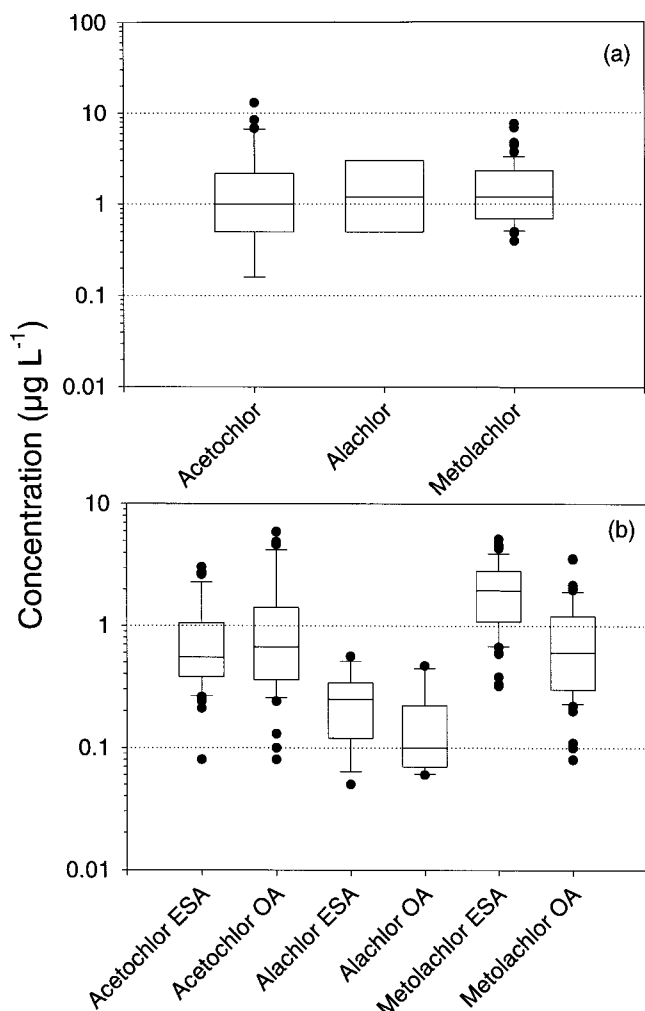 100
(a)
10
1
0.1
0.01
Acetochlor
Alachlor
Metolachlor
Concentration (µg L⁻¹)
10
(b)
1
0.1
0.01
Acetochlor ESA
Acetochlor OA
Alachlor ESA
Alachlor OA
Metolachlor ESA
Metolachlor OA